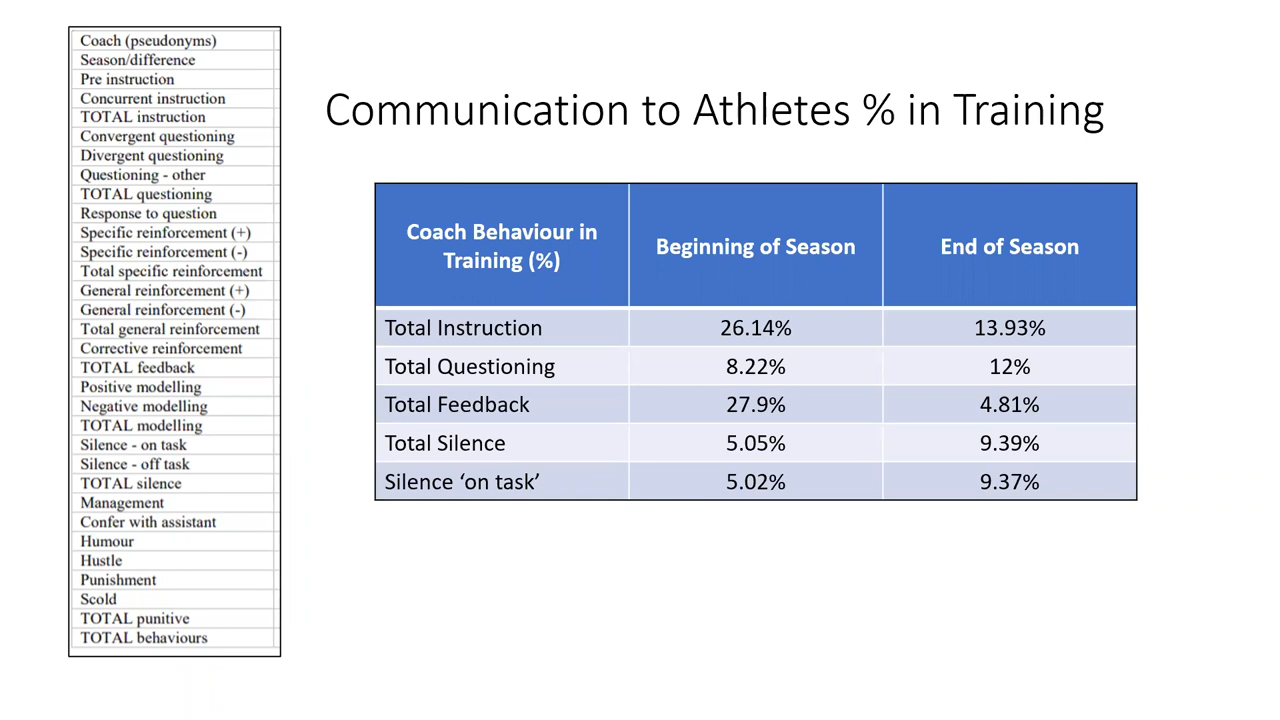 Coach (pseudonyms)
Season/difference
Pre instruction
Concurrent instruction
TOTAL instruction
Convergent questioning
Divergent questioning
Questioning - other
TOTAL questioning
Response to question
Specific reinforcement (+)
Specific reinforcement (-)
Total specific reinforcement
General reinforcement (+)
General reinforcement (-)
Total general reinforcement
Corrective reinforcement
TOTAL feedback
Positive modelling
Negative modelling
TOTAL modelling
Silence - on task
Silence - off task
TOTAL silence
Management
Confer with assistant
Humour
Hustle
Punishment
Scold
TOTAL punitive
TOTAL behaviours
Communication to Athletes % in Training
Coach Behaviour in
Training (%)
Beginning of Season
End of Season
Total Instruction 26.14% 13.93%
Total Questioning 8.22% 12%
Total Feedback 27.9% 4.81%
Total Silence 5.05% 9.39%
Silence ‘on task’ 5.02% 9.37%